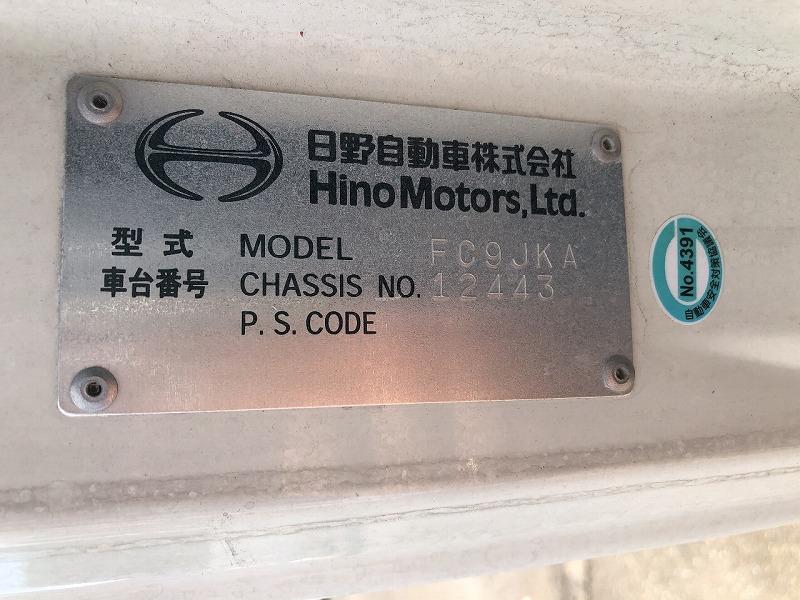 日野自動車株式会社
Hino Motors, Ltd.
型式 MODEL FC9JKA
車台番号 CHASSIS NO. 12443
P. S. CODE
No.4391